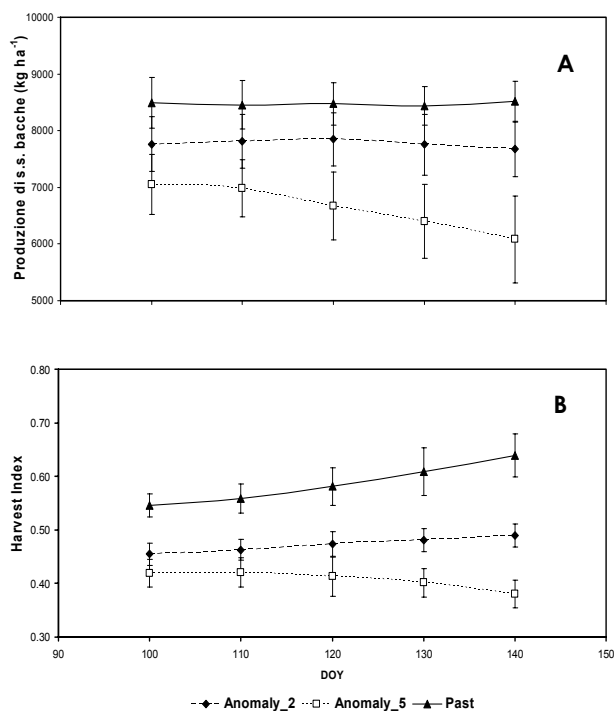 A
Produzione di s.s. bacche (kg ha-1)
10000
9000
8000
7000
6000
5000
B
Harvest Index
0.80
0.70
0.60
0.50
0.40
0.30
90 100 110 120 130 140 150
DOY
Anomaly_2 Anomaly_5 Past